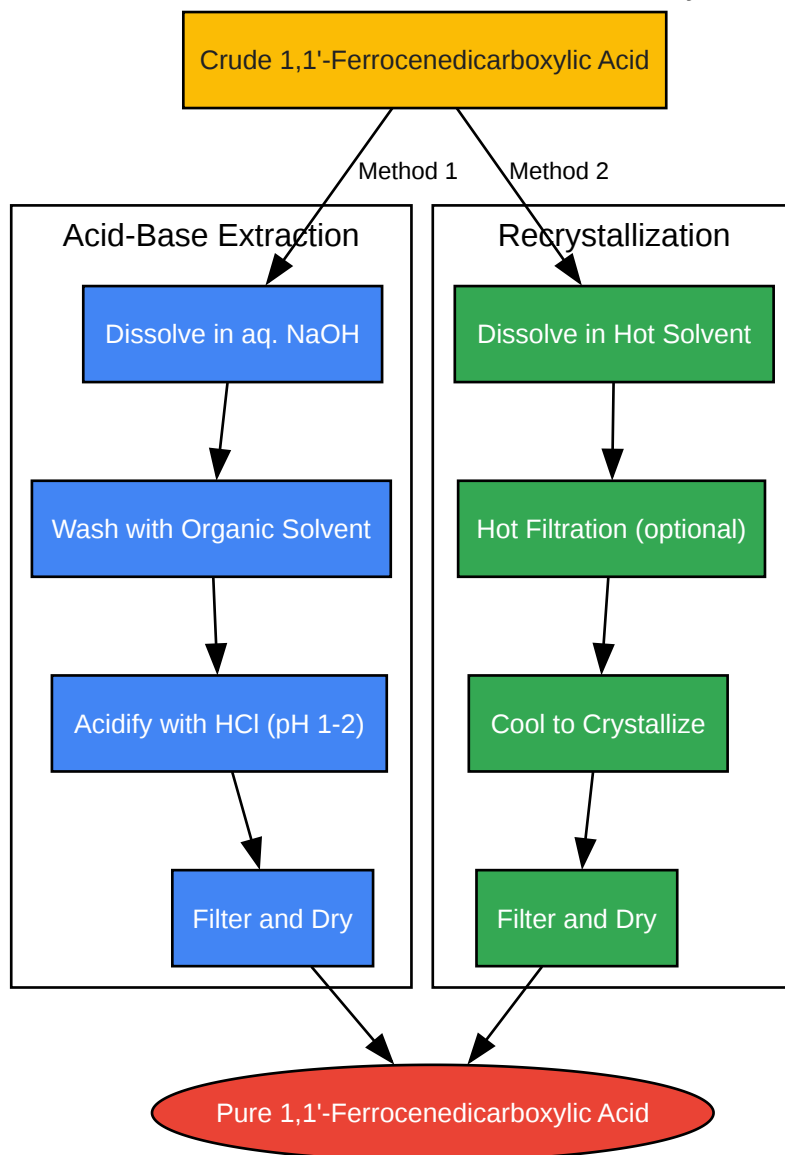 Crude 1,1'-Ferrocenedicarboxylic Acid
Method 1
Method 2
Acid-Base Extraction
Dissolve in aq. NaOH
Wash with Organic Solvent
Acidify with HCl (pH 1-2)
Filter and Dry
Recrystallization
Dissolve in Hot Solvent
Hot Filtration (optional)
Cool to Crystallize
Filter and Dry
Pure 1,1'-Ferrocenedicarboxylic Acid